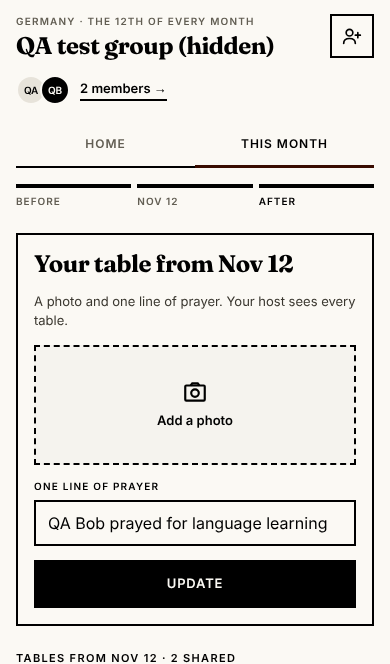 GERMANY · THE 12TH OF EVERY MONTH
QA test group (hidden)
QA QB 2 members →
HOME THIS MONTH
BEFORE NOV 12 AFTER
Your table from Nov 12
A photo and one line of prayer. Your host sees every
table.
Add a photo
ONE LINE OF PRAYER
QA Bob prayed for language learning
UPDATE
TABLES FROM NOV 12 · 2 SHARED